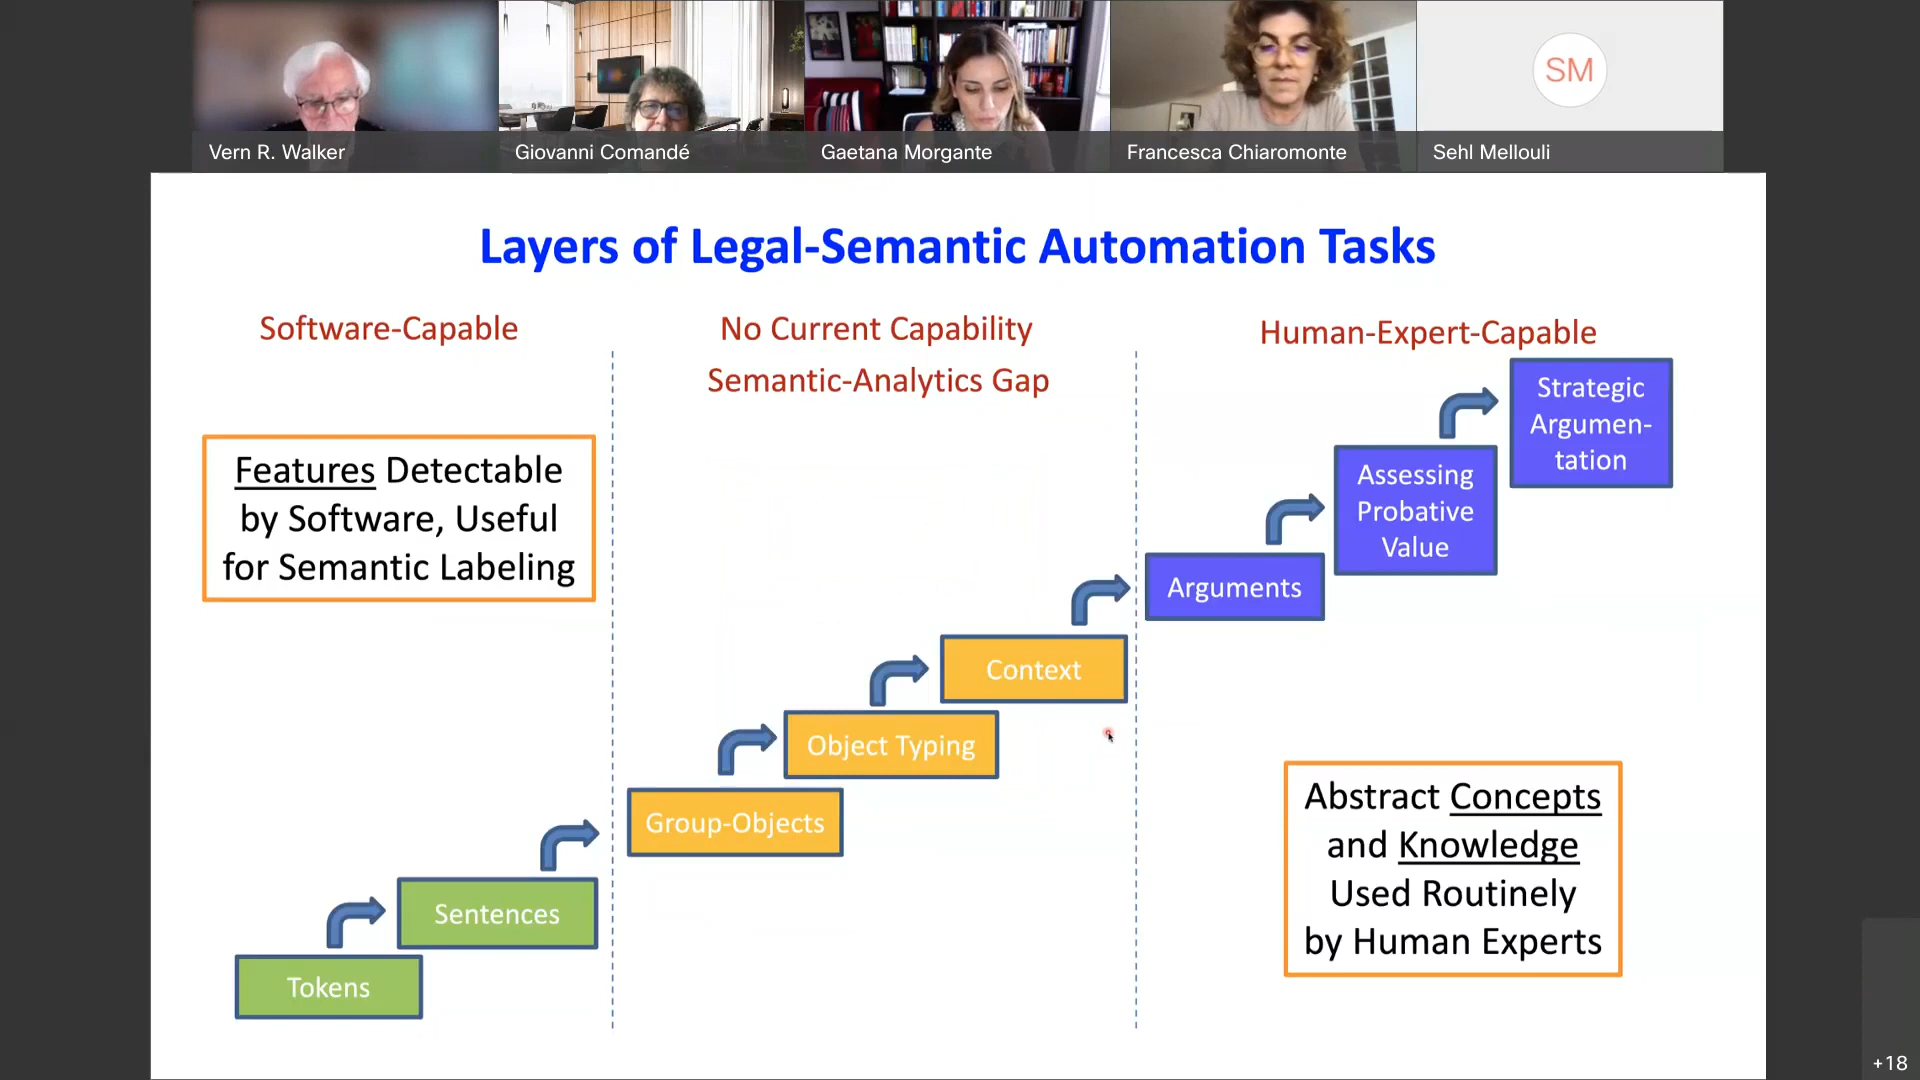 SM
Vern R. Walker
Giovanni Comandé
Gaetana Morgante
Francesca Chiaromonte
Sehl Mellouli
Layers of Legal-Semantic Automation Tasks
Software-Capable
No Current Capability
Semantic-Analytics Gap
Human-Expert-Capable
Features Detectable
by Software, Useful
for Semantic Labeling
Strategic
Argumen-
tation
Assessing
Probative
Value
Arguments
Context
Object Typing
Group-Objects
Sentences
Tokens
Abstract Concepts
and Knowledge
Used Routinely
by Human Experts
+18